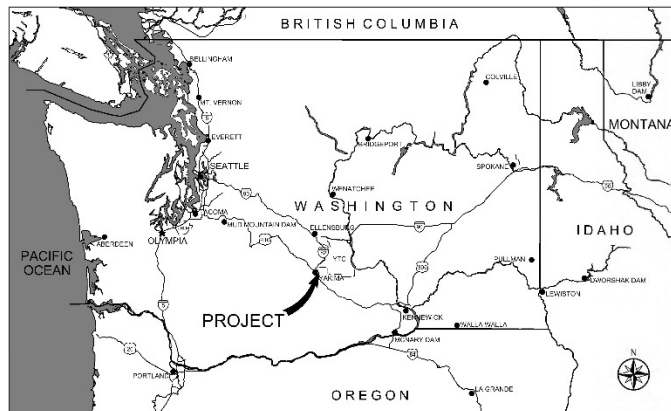 BRITISH COLUMBIA
BELLINGHAM
COLVILLE
LIBBY
DAM
MT. VERNON
MONTANA
EVERETT
BRIDGEPORT
SEATTLE
SPOKANE
WENATCHEE
WASHINGTON
TACOMA
MUD MOUNTAIN DAM
ELLENSBURG
IDAHO
ABERDEEN
OLYMPIA
YTC
PULLMAN
PACIFIC
OCEAN
YAKIMA
DWORSHAK DAM
LEWISTON
PROJECT
KENNEWICK
WALLA WALLA
MCNARY DAM
N
PORTLAND
LA GRANDE
OREGON